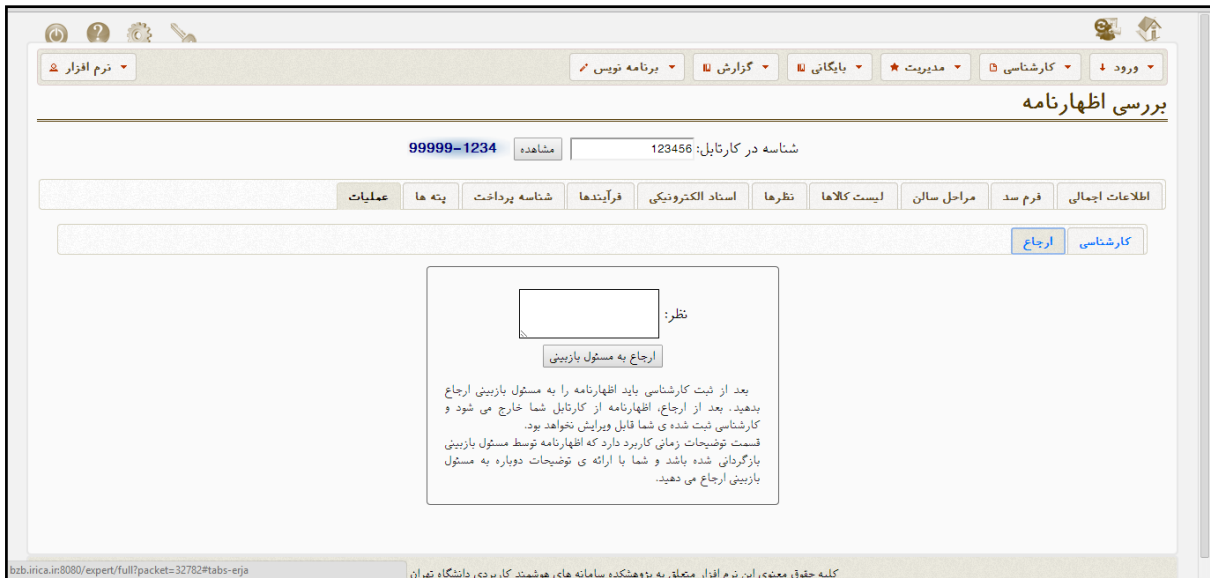 ورود
کارشناسی
مدیریت
بایگانی
گزارش
برنامه نویس
نرم افزار
بررسی اظهارنامه
شناسه در کارتابل: 123456 مشاهده 99999-1234
اطلاعات اجمالی
فرم سد
مراحل سالن
لیست کالاها
نظرها
اسناد الکترونیکی
فرآیندها
شناسه پرداخت
پته ها
عملیات
کارشناسی
ارجاع
نظر:
ارجاع به مسئول بازبینی
بعد از ثبت کارشناسی باید اظهارنامه را به مسئول بازبینی ارجاع
بدهید. بعد از ارجاع، اظهارنامه از کارتابل شما خارج می شود و
کارشناسی ثبت شده ی شما قابل ویرایش نخواهد بود.
قسمت توضیحات زمانی کاربرد دارد که اظهارنامه توسط مسئول بازبینی
بازگردانی شده باشد و شما با ارائه ی توضیحات دوباره به مسئول
بازبینی ارجاع می دهید.
کلیه حقوق معنوی این نرم افزار متعلق به پژوهشکده سامانه های هوشمند کاربردی دانشگاه تهران
bzb.irica.ir:8080/expert/full?packet=32782#tabs-erja